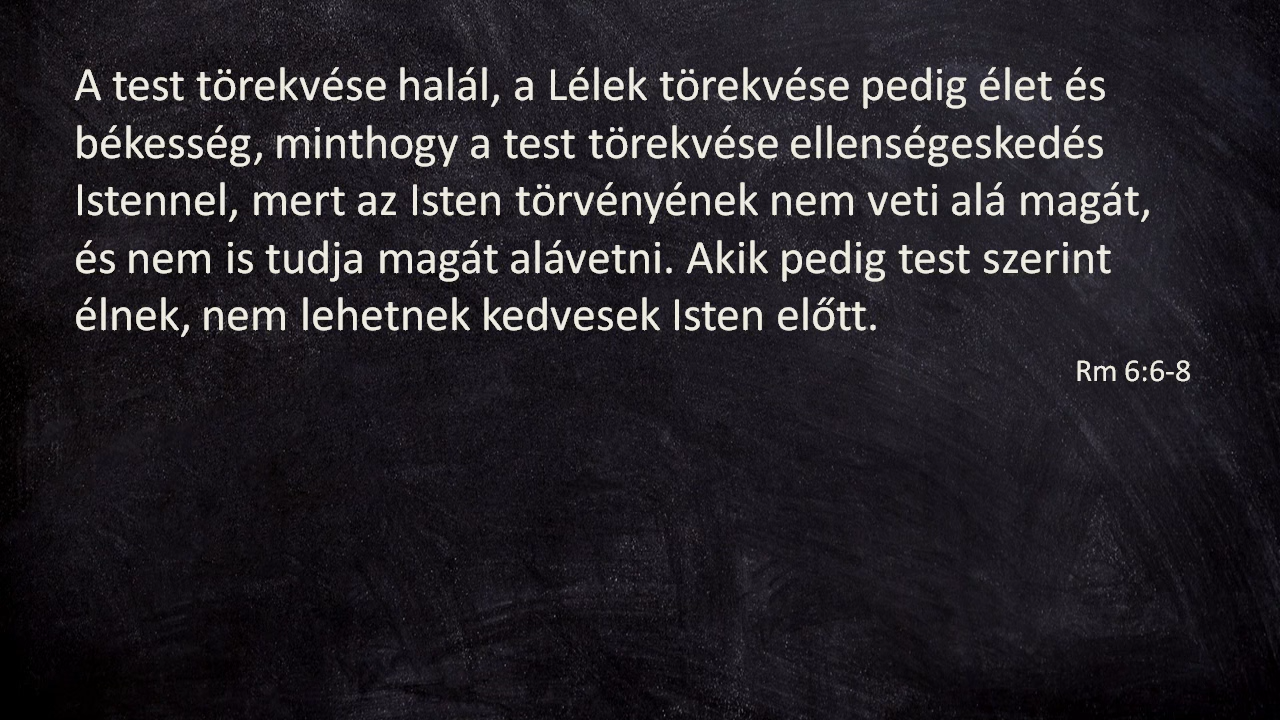 A test törekvése halál, a Lélek törekvése pedig élet és
békesség, minthogy a test törekvése ellenségeskedés
Istennel, mert az Isten törvényének nem veti alá magát,
és nem is tudja magát alávetni. Akik pedig test szerint
élnek, nem lehetnek kedvesek Isten előtt.
Rm 6:6-8